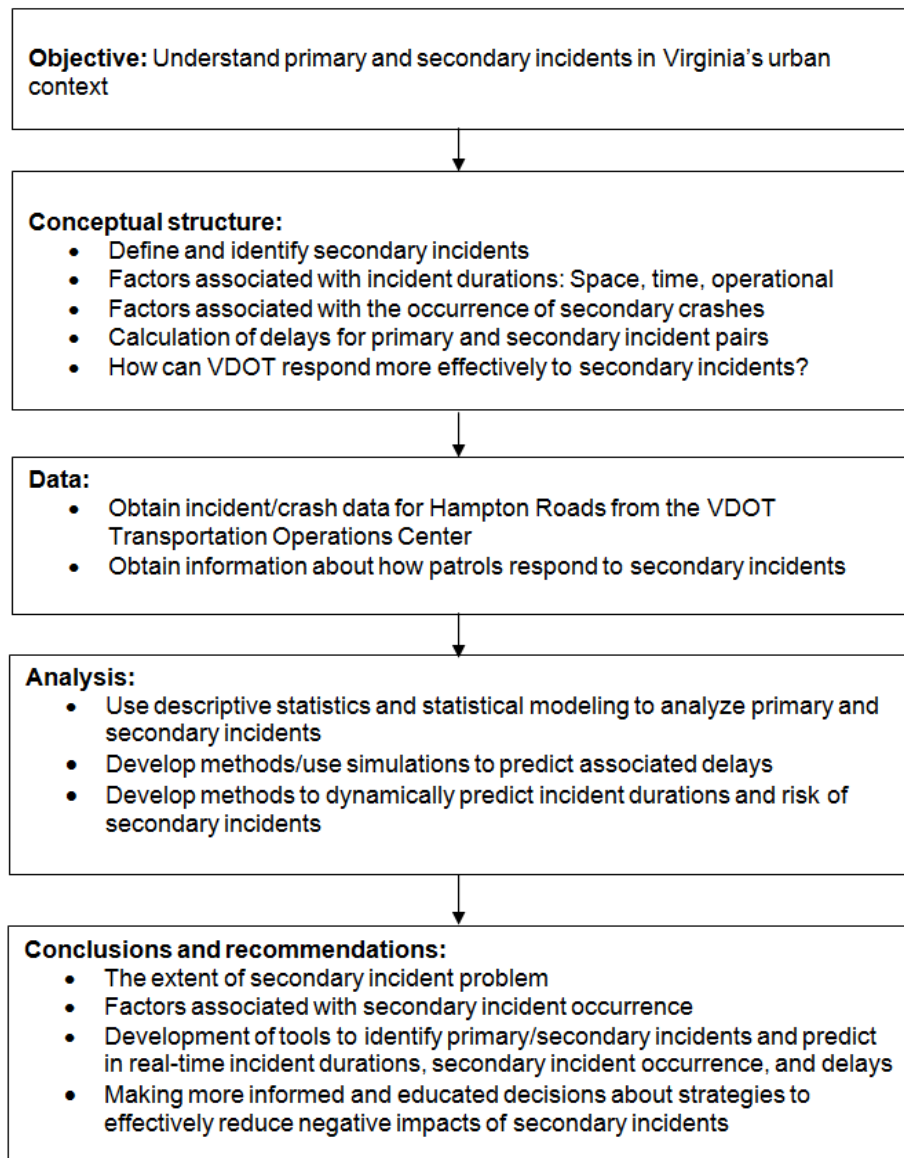 Objective: Understand primary and secondary incidents in Virginia's urban
context
Conceptual structure:
• Define and identify secondary incidents
• Factors associated with incident durations: Space, time, operational
• Factors associated with the occurrence of secondary crashes
• Calculation of delays for primary and secondary incident pairs
• How can VDOT respond more effectively to secondary incidents?
Data:
• Obtain incident/crash data for Hampton Roads from the VDOT
Transportation Operations Center
• Obtain information about how patrols respond to secondary incidents
Analysis:
• Use descriptive statistics and statistical modeling to analyze primary and
secondary incidents
• Develop methods/use simulations to predict associated delays
• Develop methods to dynamically predict incident durations and risk of
secondary incidents
Conclusions and recommendations:
• The extent of secondary incident problem
• Factors associated with secondary incident occurrence
• Development of tools to identify primary/secondary incidents and predict
in real-time incident durations, secondary incident occurrence, and delays
• Making more informed and educated decisions about strategies to
effectively reduce negative impacts of secondary incidents